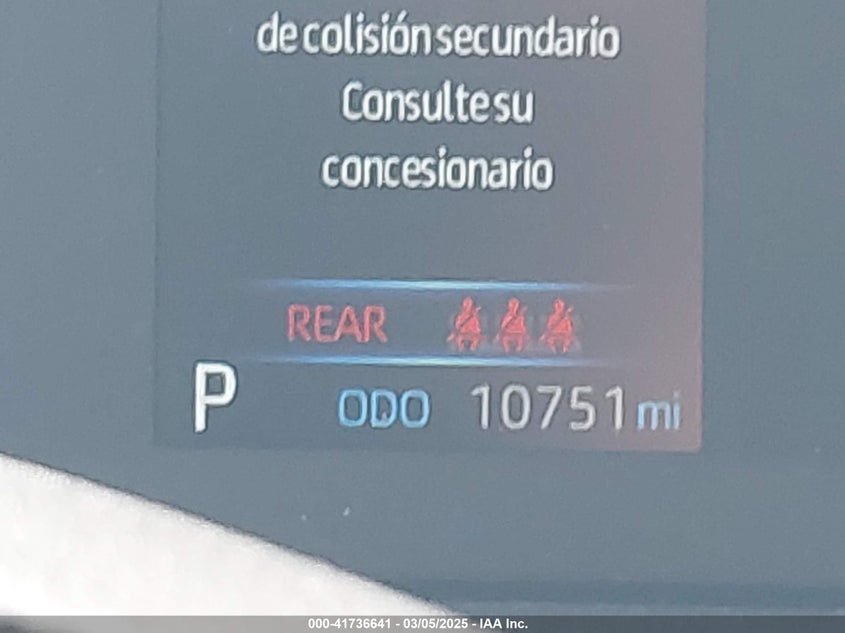 de colisión secundario
Consulte su
concesionario
REAR
P ODO 10751 mi
000-41736641 - 03/05/2025 - IAA Inc.